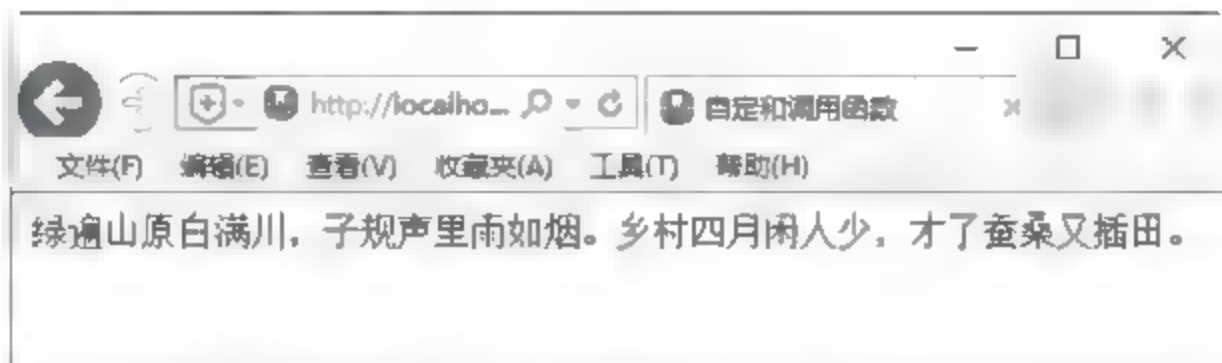 http://localho... 自定和调用函数
文件(F) 编辑(E) 查看(V) 收藏夹(A) 工具(T) 帮助(H)
绿遍山原白满川，子规声里雨如烟。乡村四月闲人少，才了蚕桑又插田。